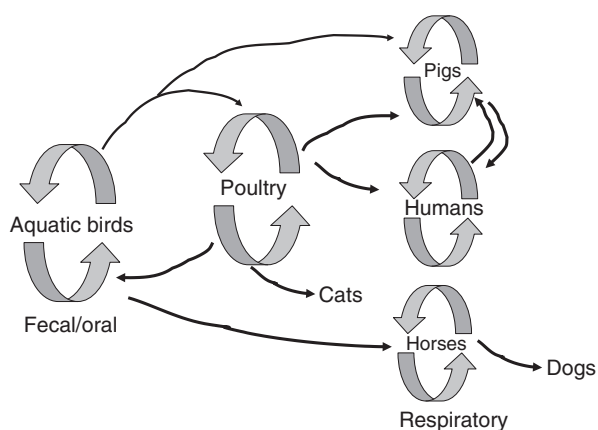 Pigs
Poultry
Humans
Aquatic birds
Cats
Fecal/oral
Horses
Dogs
Respiratory